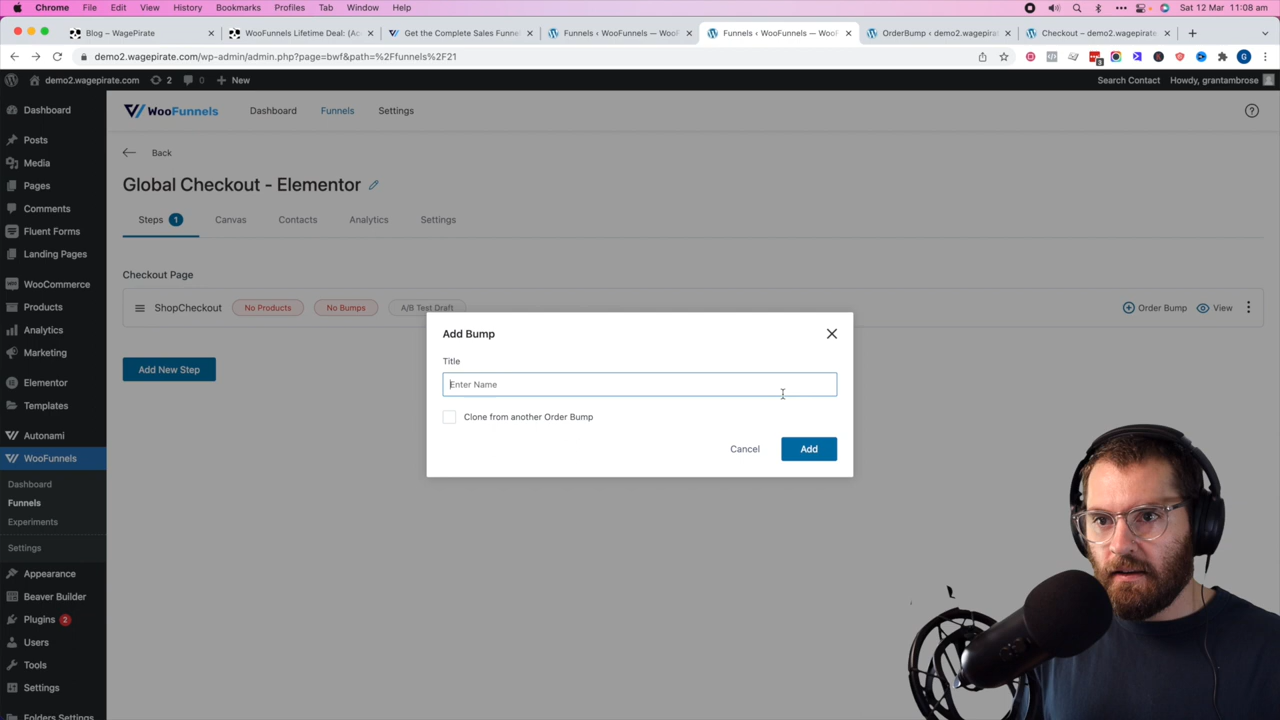 Chrome File Edit View History Bookmarks Profiles Tab Window Help Sat 12 Mar 11:08 am
Blog – WagePirate
WooFunnels Lifetime Deal: (Ac
Get the Complete Sales Funnel
Funnels ‹ WooFunnels — Woo
Funnels ‹ WooFunnels — Woo
OrderBump ‹ demo2.wagepirat
Checkout – demo2.wagepirate
demo2.wagepirate.com/wp-admin/admin.php?page=bwf&path=%2Ffunnels%2F21
3
G
demo2.wagepirate.com 2 0 New Search Contact Howdy, grantambrose
Dashboard
Posts
Media
Pages
Comments
Fluent Forms
Landing Pages
WooCommerce
Products
Analytics
Marketing
Elementor
Templates
Autonami
WooFunnels
Dashboard
Funnels
Experiments
Settings
Appearance
Beaver Builder
Plugins 2
Users
Tools
Settings
Folders Settings
WooFunnels Dashboard Funnels Settings
Back
Global Checkout - Elementor
Steps 1 Canvas Contacts Analytics Settings
Checkout Page
ShopCheckout No Products No Bumps A/B Test Draft Order Bump View
Add New Step
Add Bump
Title
Enter Name
Clone from another Order Bump
Cancel Add